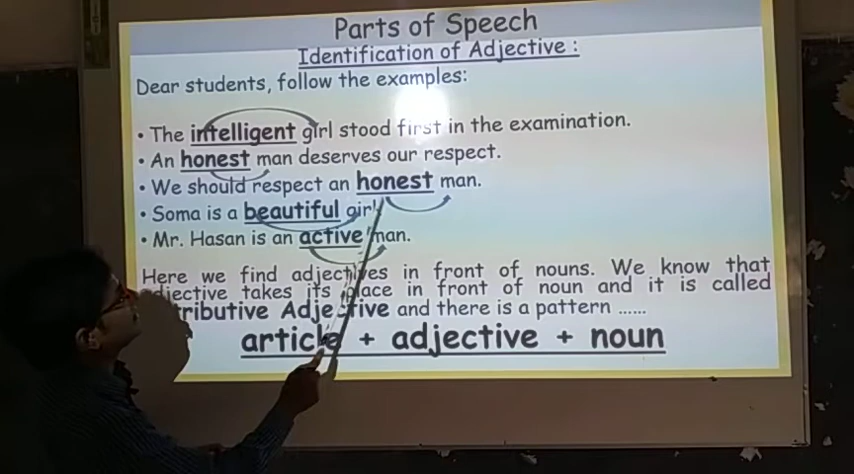 Parts of Speech
Identification of Adjective :
Dear students, follow the examples:
• The intelligent girl stood first in the examination.
• An honest man deserves our respect.
• We should respect an honest man.
• Soma is a beautiful girl
• Mr. Hasan is an active man.
Here we find adjectives in front of nouns. We know that
adjective takes its place in front of noun and it is called
Adjective and there is a pattern ......
article + adjective + noun